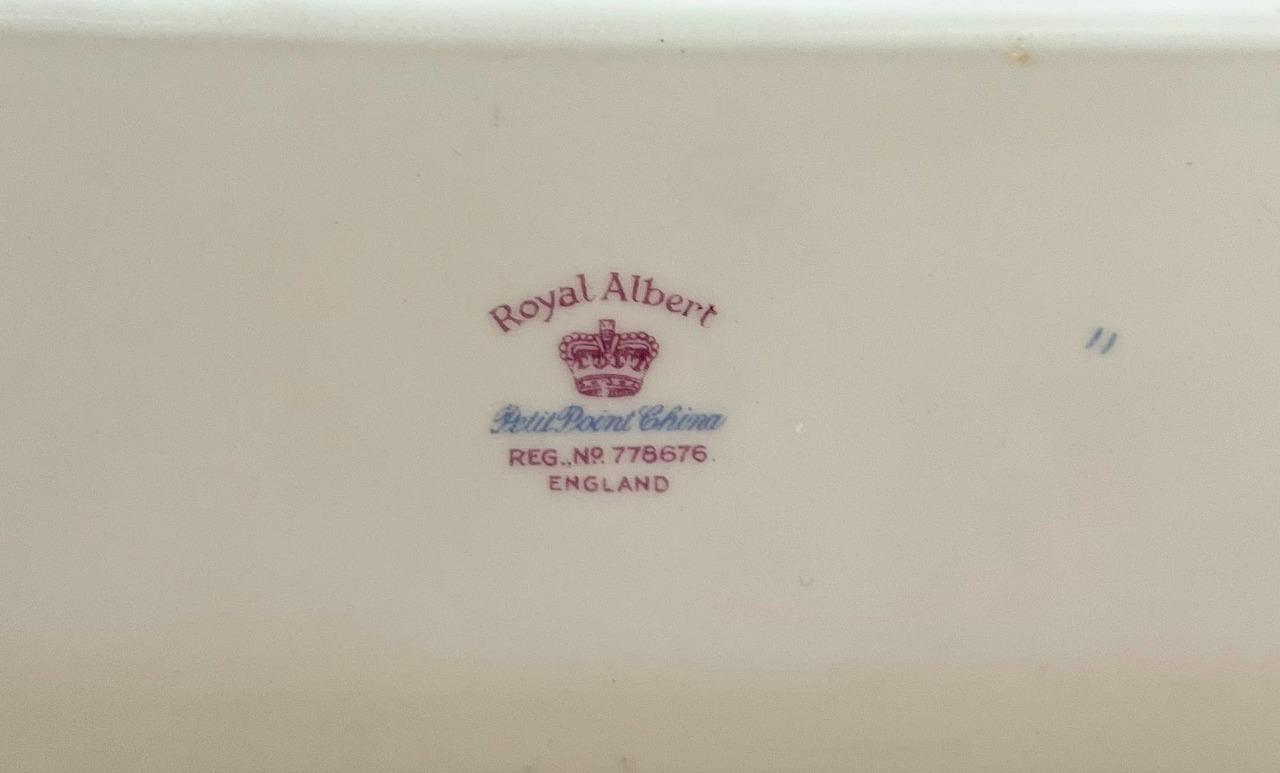 Royal Albert
Petit Point China
REG. No. 778676.
ENGLAND